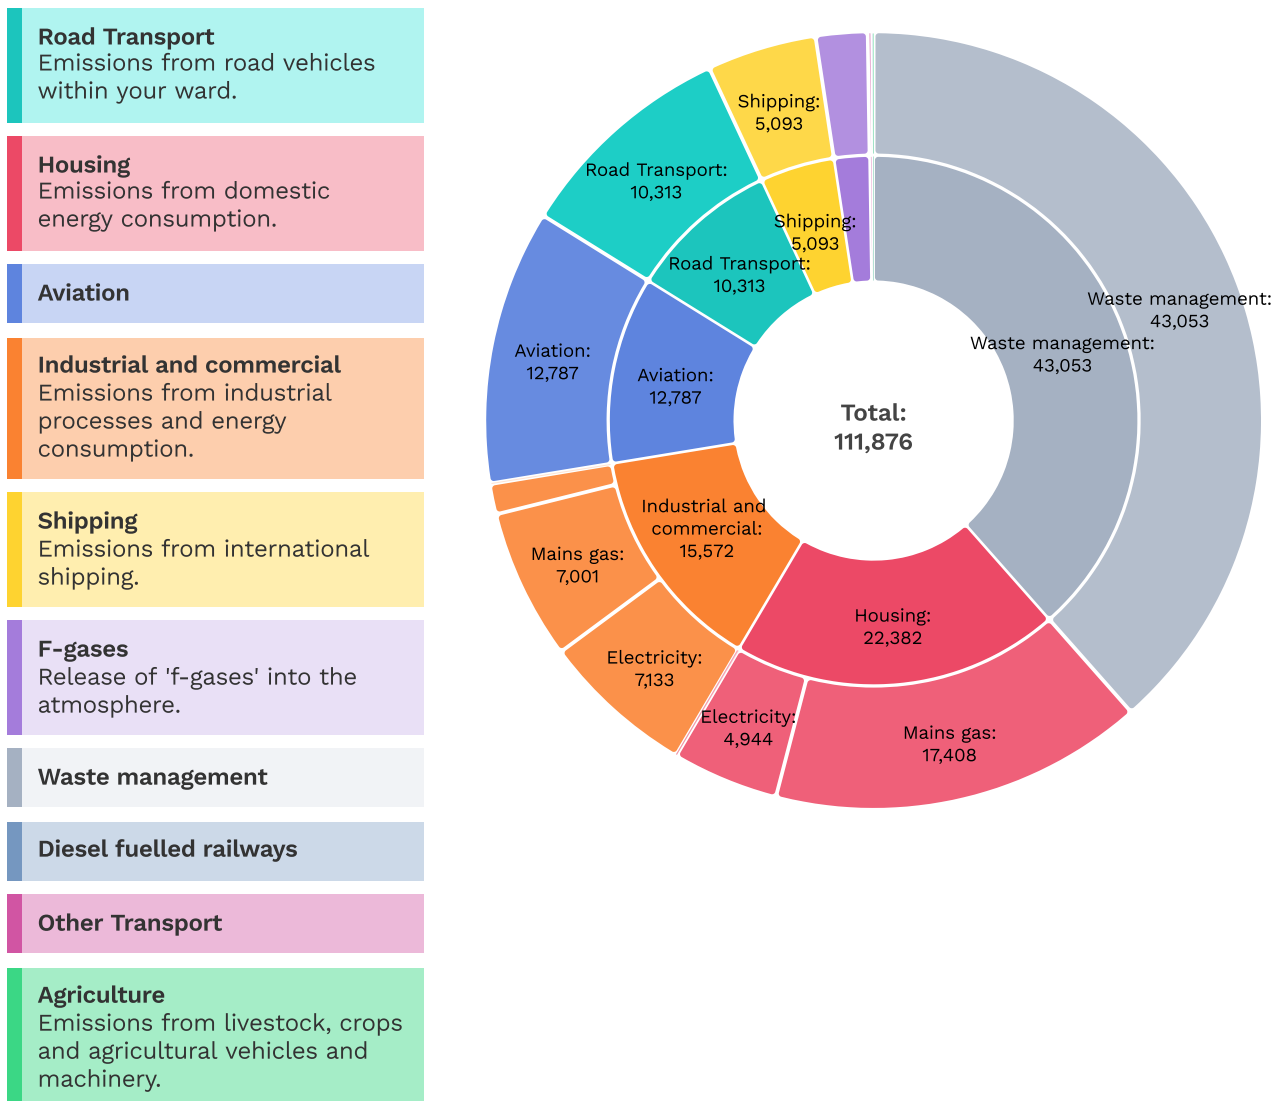 Road Transport
Emissions from road vehicles
within your ward.
Housing
Emissions from domestic
energy consumption.
Aviation
Industrial and commercial
Emissions from industrial
processes and energy
consumption.
Shipping
Emissions from international
shipping.
F-gases
Release of 'f-gases' into the
atmosphere.
Waste management
Diesel fuelled railways
Other Transport
Agriculture
Emissions from livestock, crops
and agricultural vehicles and
machinery.
Shipping:
5,093
Road Transport:
10,313
Shipping:
5,093
Road Transport:
10,313
Waste management:
43,053
Waste management:
43,053
Aviation:
12,787
Aviation:
12,787
Total:
111,876
Industrial and
commercial:
15,572
Mains gas:
7,001
Housing:
22,382
Electricity:
7,133
Electricity:
4,944
Mains gas:
17,408